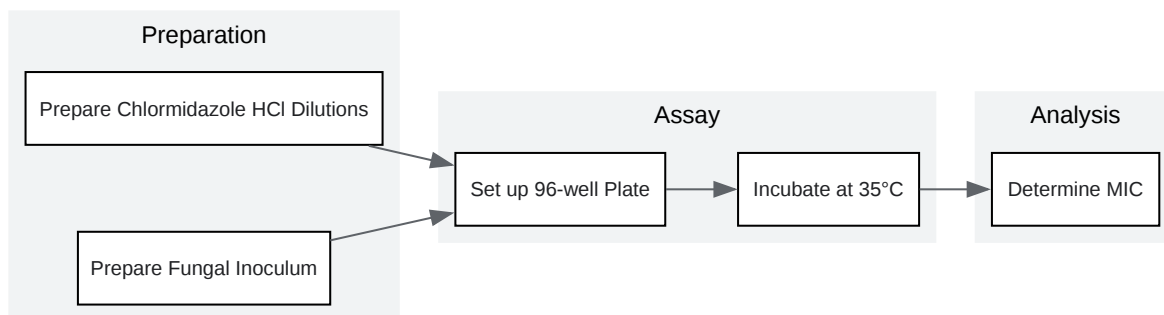 Preparation
Prepare Chlormidazole HCl Dilutions
Prepare Fungal Inoculum
Assay
Set up 96-well Plate
Incubate at 35°C
Analysis
Determine MIC